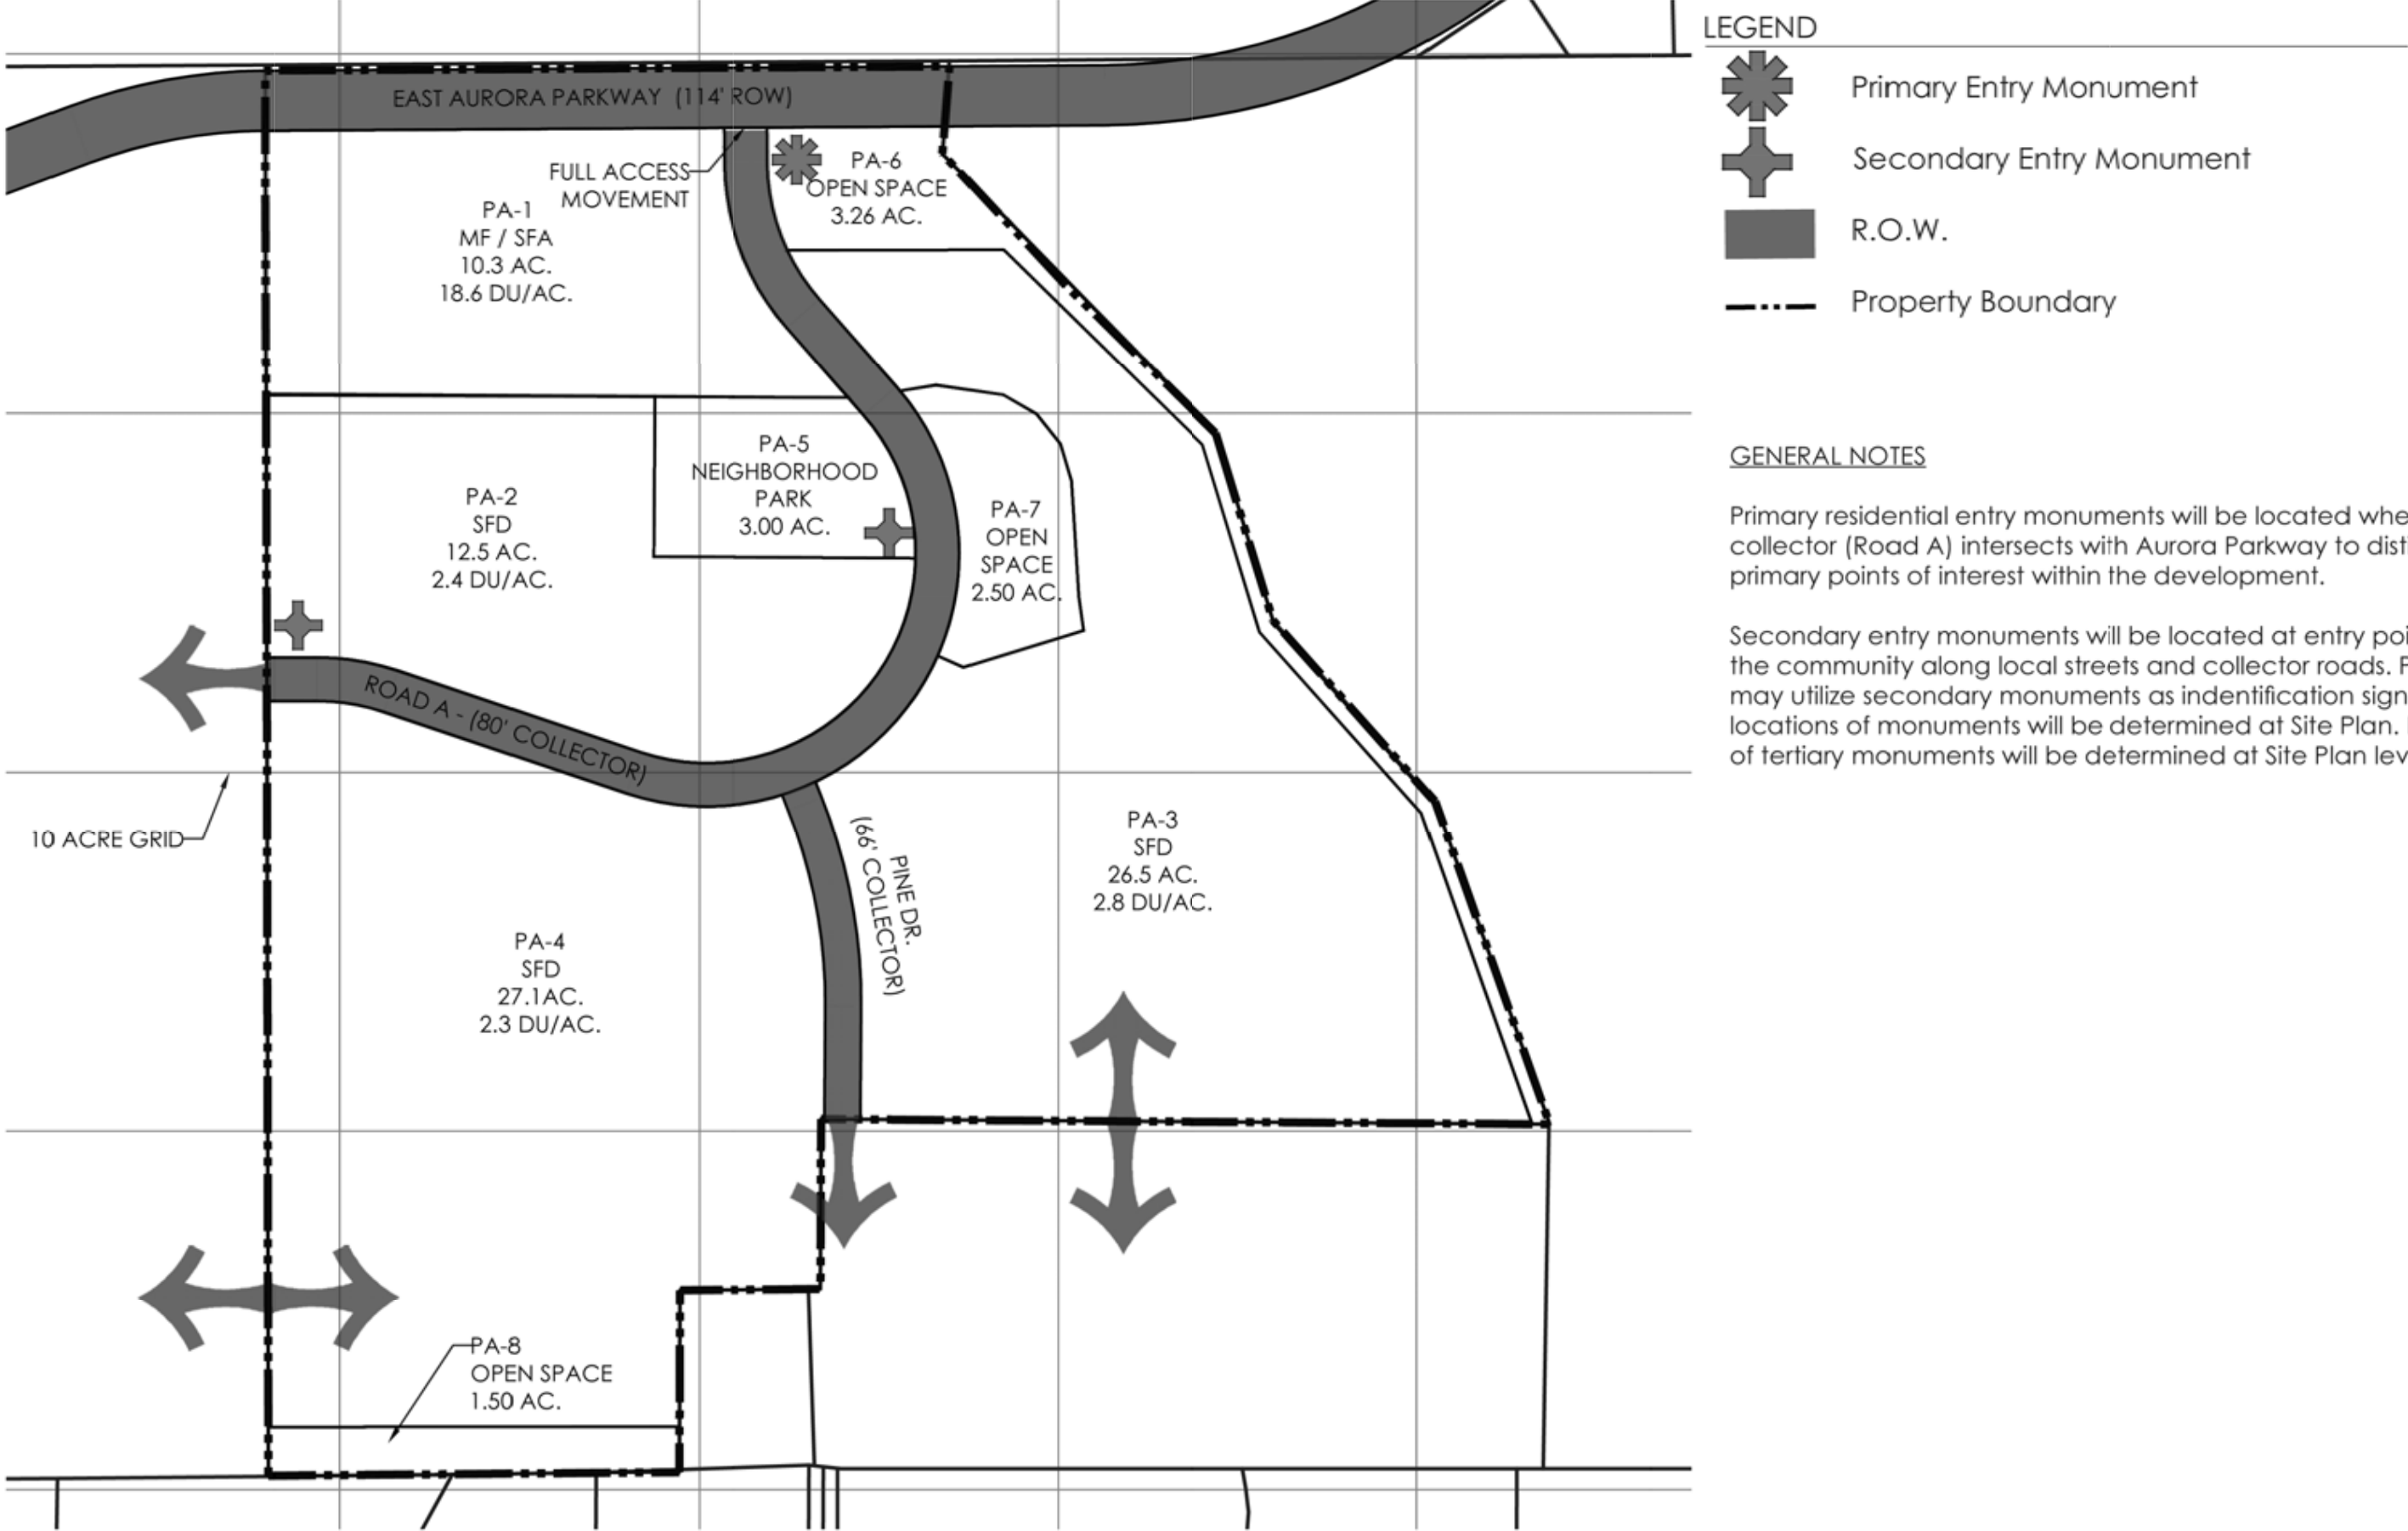 EAST AURORA PARKWAY (114' ROW)
FULL ACCESS
MOVEMENT
PA-6
OPEN SPACE
3.26 AC.
PA-1
MF / SFA
10.3 AC.
18.6 DU/AC.
PA-5
NEIGHBORHOOD
PARK
3.00 AC.
PA-2
SFD
12.5 AC.
2.4 DU/AC.
PA-7
OPEN
SPACE
2.50 AC.
ROAD A - (80' COLLECTOR)
10 ACRE GRID
PINE DR.
(66' COLLECTOR)
PA-3
SFD
26.5 AC.
2.8 DU/AC.
PA-4
SFD
27.1AC.
2.3 DU/AC.
PA-8
OPEN SPACE
1.50 AC.
LEGEND
Primary Entry Monument
Secondary Entry Monument
R.O.W.
Property Boundary
GENERAL NOTES
Primary residential entry monuments will be located
collector (Road A) intersects with Aurora Parkway to
primary points of interest within the development.
Secondary entry monuments will be located at entry
the community along local streets and collector roads.
may utilize secondary monuments as indentification
locations of monuments will be determined at Site Plan.
of tertiary monuments will be determined at Site Plan